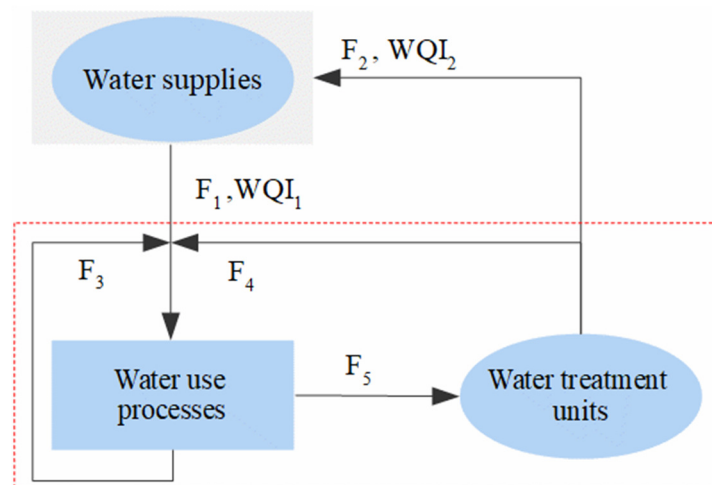 F₂, WQI₂
Water supplies
F₁,WQI₁
F₃
F₄
Water use
processes
F₅
Water treatment
units